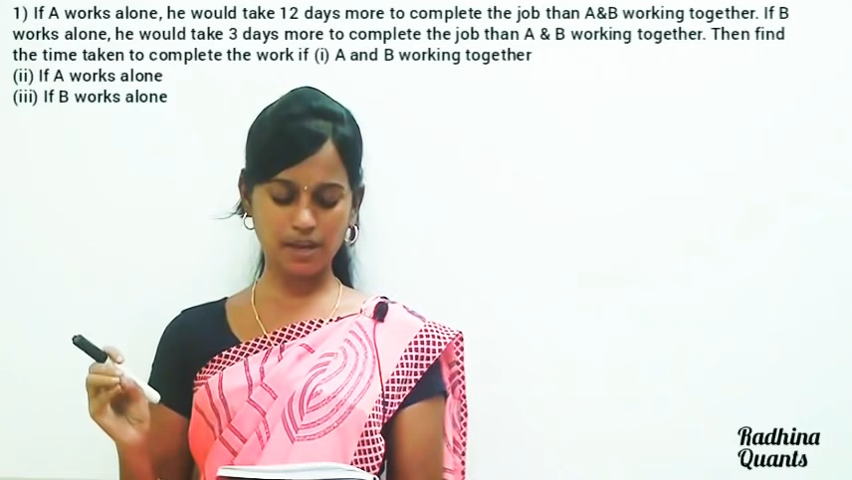 1) If A works alone, he would take 12 days more to complete the job than A&B working together. If B
works alone, he would take 3 days more to complete the job than A & B working together. Then find
the time taken to complete the work if (i) A and B working together
(ii) If A works alone
(iii) If B works alone
Radhina
Quants